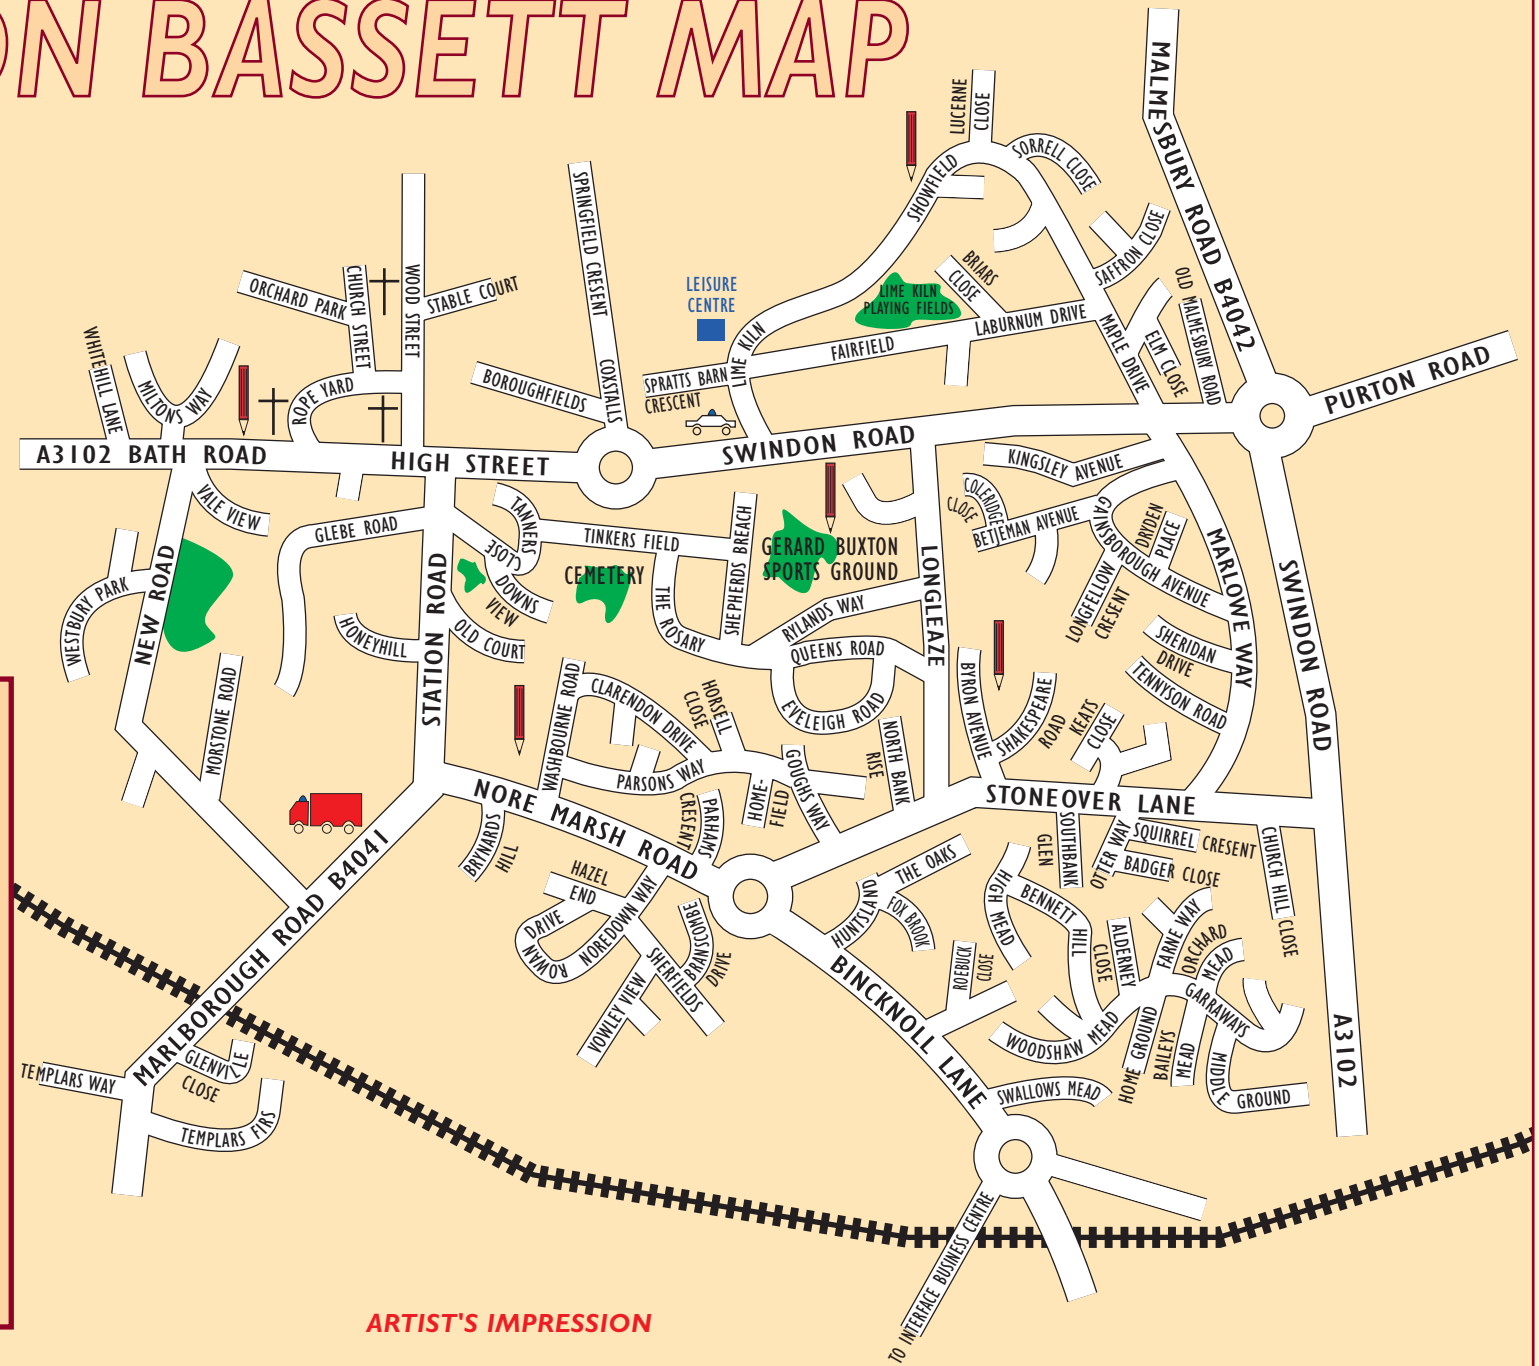 ON BASSETT MAP
MALMESBURY ROAD B4042
LUCERNE
CLOSE
SORRELL CLOSE
SHOWFIELD
SAFFRON CLOSE
BRIARS
CLOSE
LIME KILN
PLAYING FIELDS
LABURNUM DRIVE
FAIRFIELD
MAPLE DRIVE
ELM CLOSE
OLD MALMESBURY ROAD
PURTON ROAD
LEISURE
CENTRE
LIME KILN
SPRATTS BARN
CRESCENT
SPRINGFIELD CRESENT
COXSTALLS
BOROUGHFIELDS
ORCHARD PARK
CHURCH STREET
WOOD STREET
STABLE COURT
ROPE YARD
WHITEHILL LANE
MILTONS WAY
A3102 BATH ROAD
HIGH STREET
SWINDON ROAD
VALE VIEW
GLEBE ROAD
TANNERS
CLOSE
TINKERS FIELD
SHEPHERDS BREACH
GERARD BUXTON
SPORTS GROUND
CEMETERY
DOWNS
VIEW
OLD COURT
HONEYHILL
STATION ROAD
NEW ROAD
WESTBURY PARK
MORSTONE ROAD
THE ROSARY
RYLANDS WAY
QUEENS ROAD
EVELEIGH ROAD
LONGLEAZE
KINGSLEY AVENUE
COLERIDGE
CLOSE
BETJEMAN AVENUE
GAINSBOROUGH AVENUE
DRYDEN
PLACE
LONGFELLOW
CRESENT
MARLOWE WAY
SHERIDAN
DRIVE
TENNYSON ROAD
SWINDON ROAD
BYRON AVENUE
SHAKESPEARE
ROAD
KEATS
CLOSE
WASHBOURNE ROAD
CLARENDON DRIVE
HORSELL
CLOSE
PARSONS WAY
GOUGHS WAY
NORTH BANK
RISE
HOME-
FIELD
PARHAMS
CRESENT
NORE MARSH ROAD
STONEOVER LANE
BRYNARDS
HILL
HAZEL
END
ROWAN
DRIVE
NOREDOWN WAY
BRANSCOMBE
DRIVE
SHERFIELDS
VOWLEY VIEW
MARLBOROUGH ROAD B4041
GLENVILLE
CLOSE
TEMPLARS WAY
TEMPLARS FIRS
HUNTSLAND
THE OAKS
FOX BROOK
BINCKNOLL LANE
ROEBUCK
CLOSE
HIGH MEAD
BENNETT
HILL
GLEN
SOUTHBANK
OTTER WAY
SQUIRREL CRESENT
BADGER CLOSE
CHURCH HILL CLOSE
ALDERNEY
CLOSE
FARNE WAY
ORCHARD
MEAD
GARRAWAYS
WOODSHAW MEAD
HOME GROUND
BAILEYS
MEAD
MIDDLE
GROUND
SWALLOWS MEAD
A3102
TO INTERFACE BUSINESS CENTRE
ARTIST'S IMPRESSION